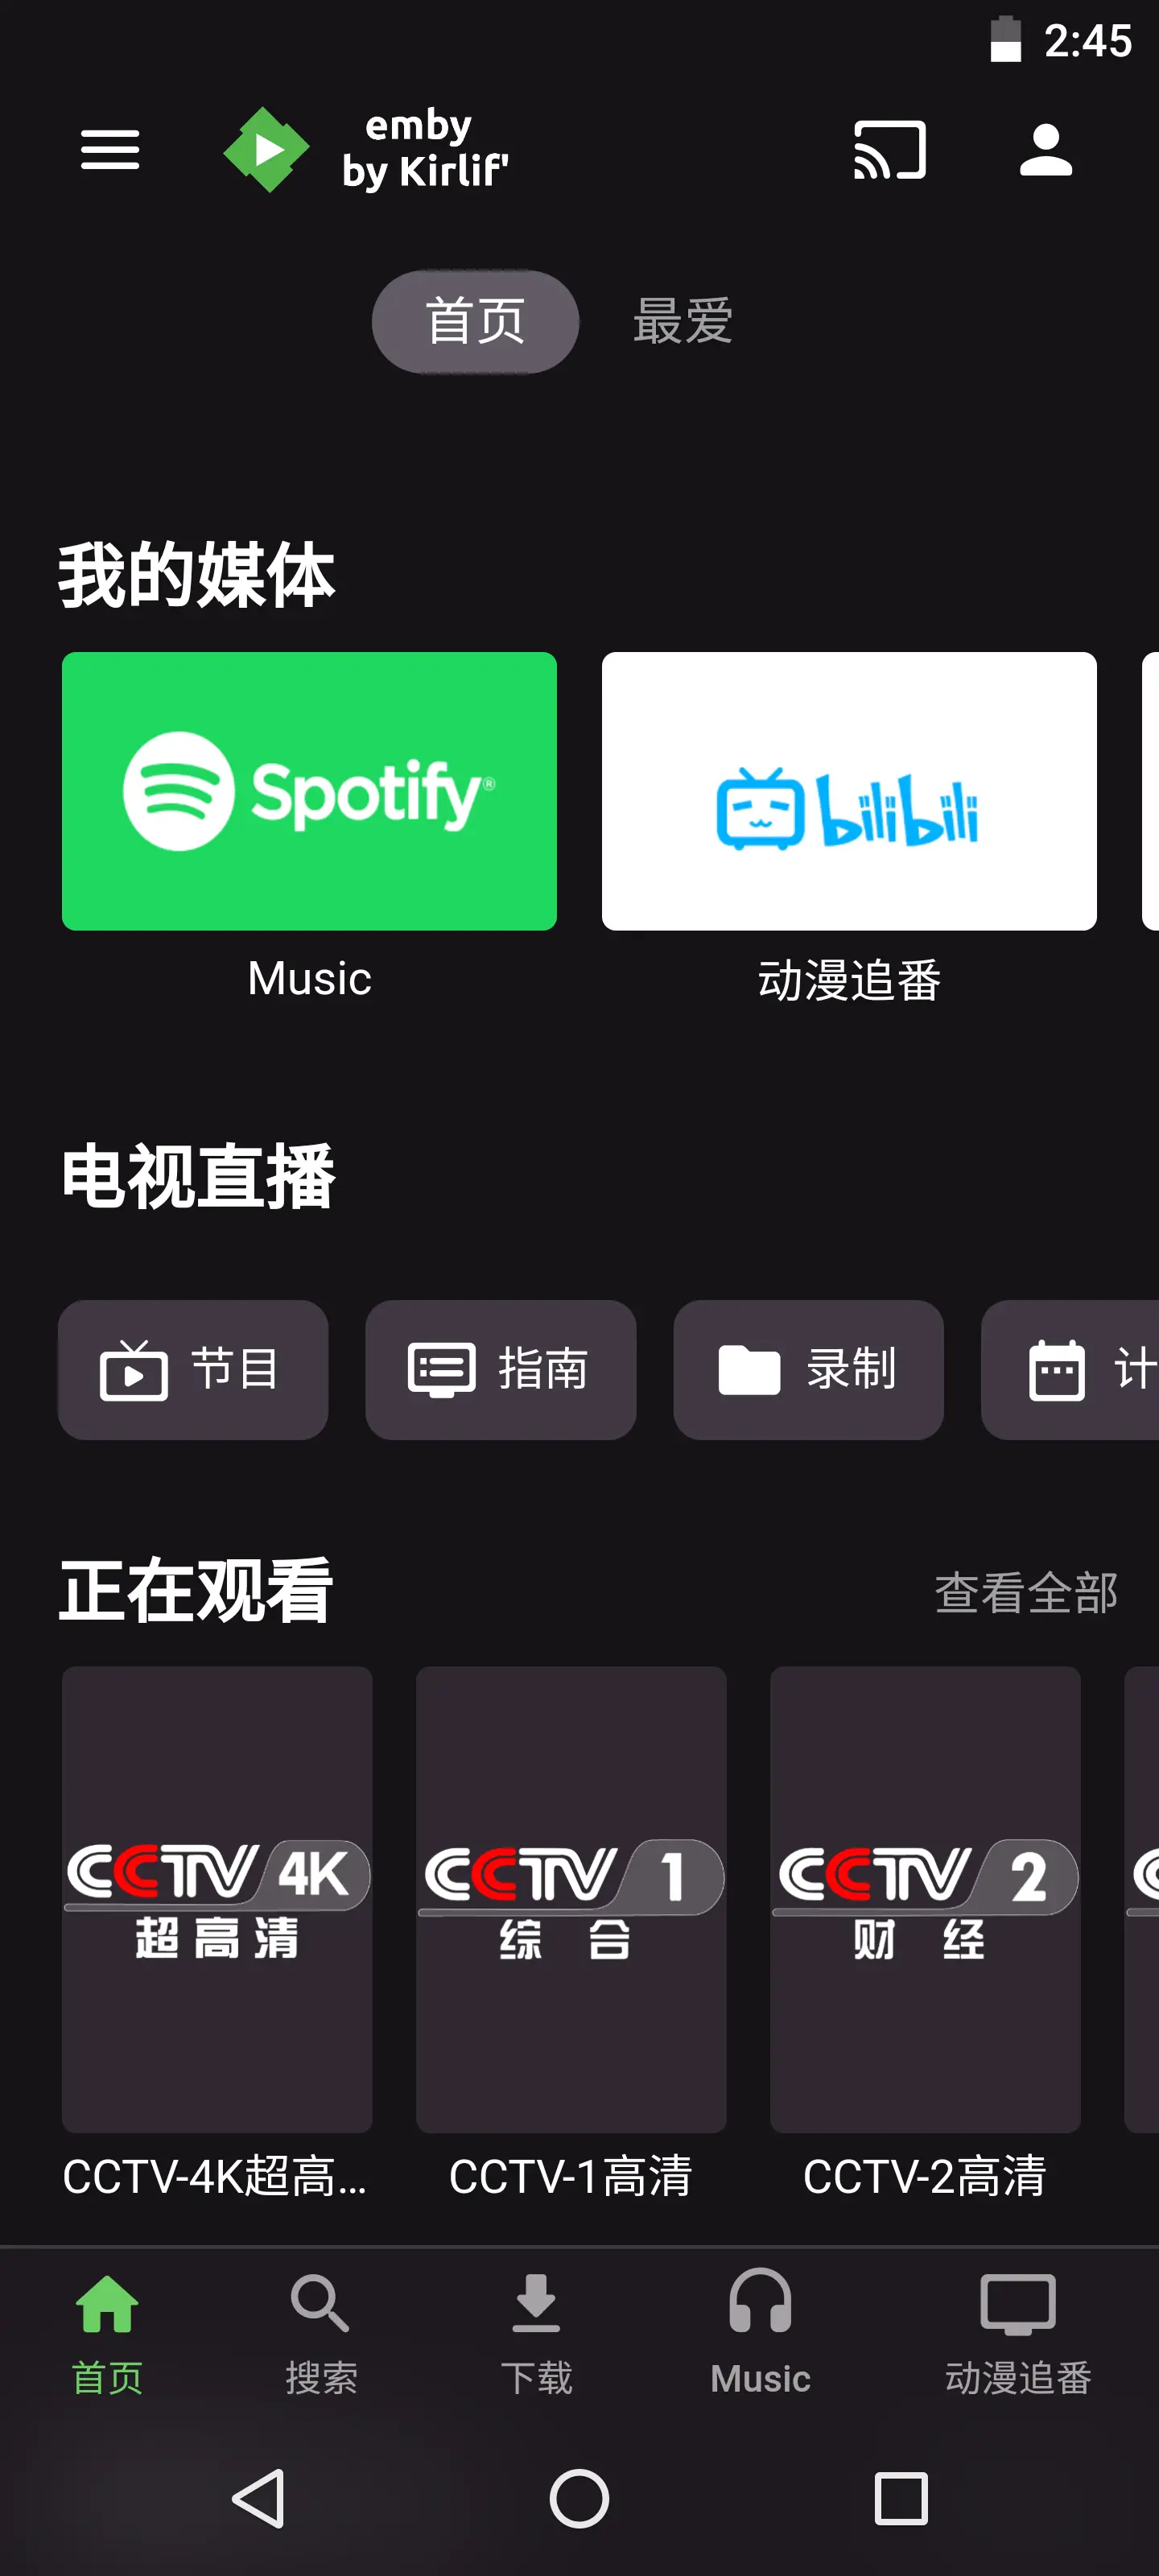 2:45
emby
by Kirlif'
首页
最爱
我的媒体
Spotify®
bilibili
Music
动漫追番
电视直播
节目
指南
录制
计
正在观看
查看全部
CCTV 4K
超高清
CCTV 1
综合
CCTV 2
财经
CCTV-4K超高...
CCTV-1高清
CCTV-2高清
首页
搜索
下载
Music
动漫追番